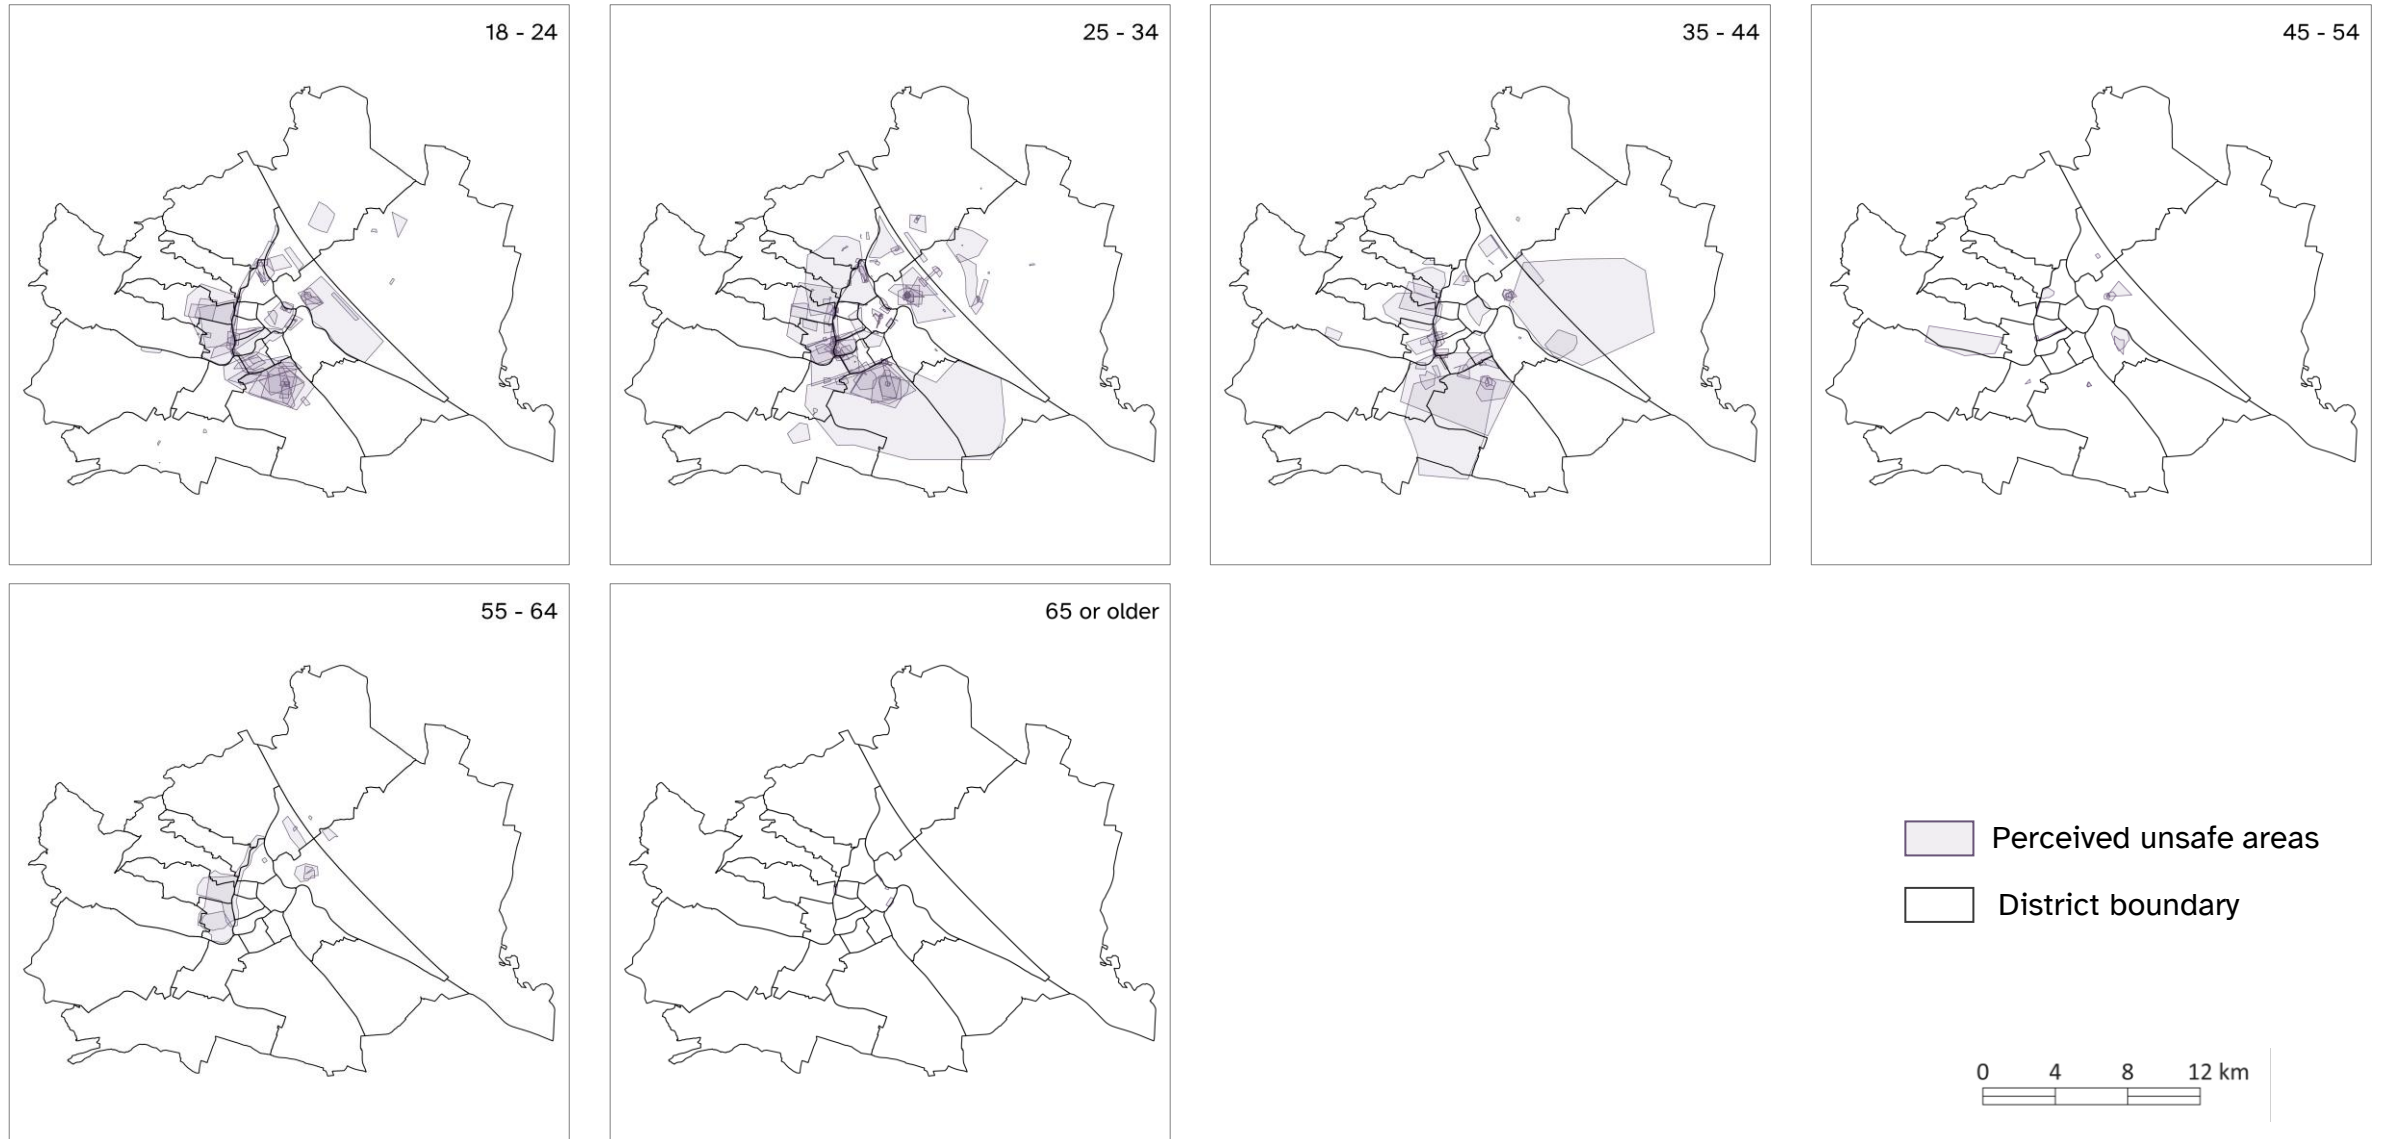 18 - 24
25 - 34
35 - 44
45 - 54
55 - 64
65 or older
Perceived unsafe areas
District boundary
0 4 8 12 km